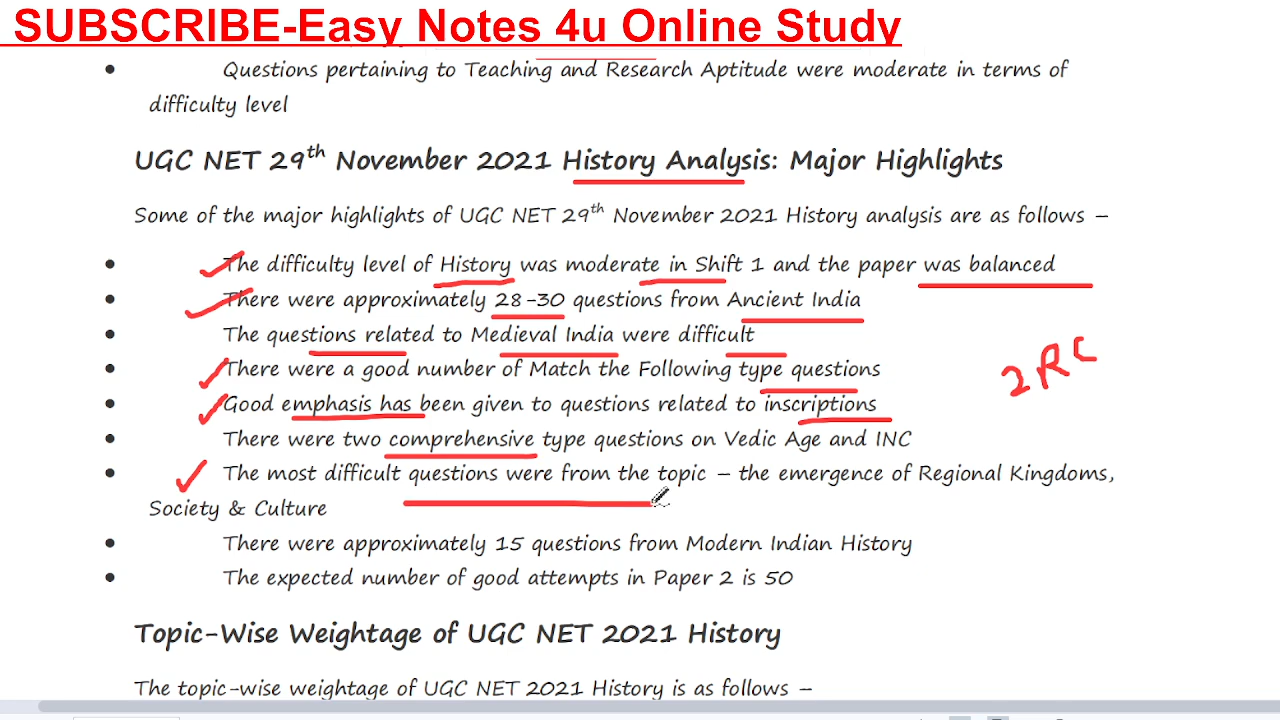 SUBSCRIBE-Easy Notes 4u Online Study
• Questions pertaining to Teaching and Research Aptitude were moderate in terms of
difficulty level
UGC NET 29th November 2021 History Analysis: Major Highlights
Some of the major highlights of UGC NET 29th November 2021 History analysis are as follows –
• The difficulty level of History was moderate in Shift 1 and the paper was balanced
• There were approximately 28-30 questions from Ancient India
• The questions related to Medieval India were difficult
• There were a good number of Match the Following type questions
• Good emphasis has been given to questions related to inscriptions
2RC
• There were two comprehensive type questions on Vedic Age and INC
• The most difficult questions were from the topic – the emergence of Regional Kingdoms,
Society & Culture
• There were approximately 15 questions from Modern Indian History
• The expected number of good attempts in Paper 2 is 50
Topic-Wise Weightage of UGC NET 2021 History
The topic-wise weightage of UGC NET 2021 History is as follows –